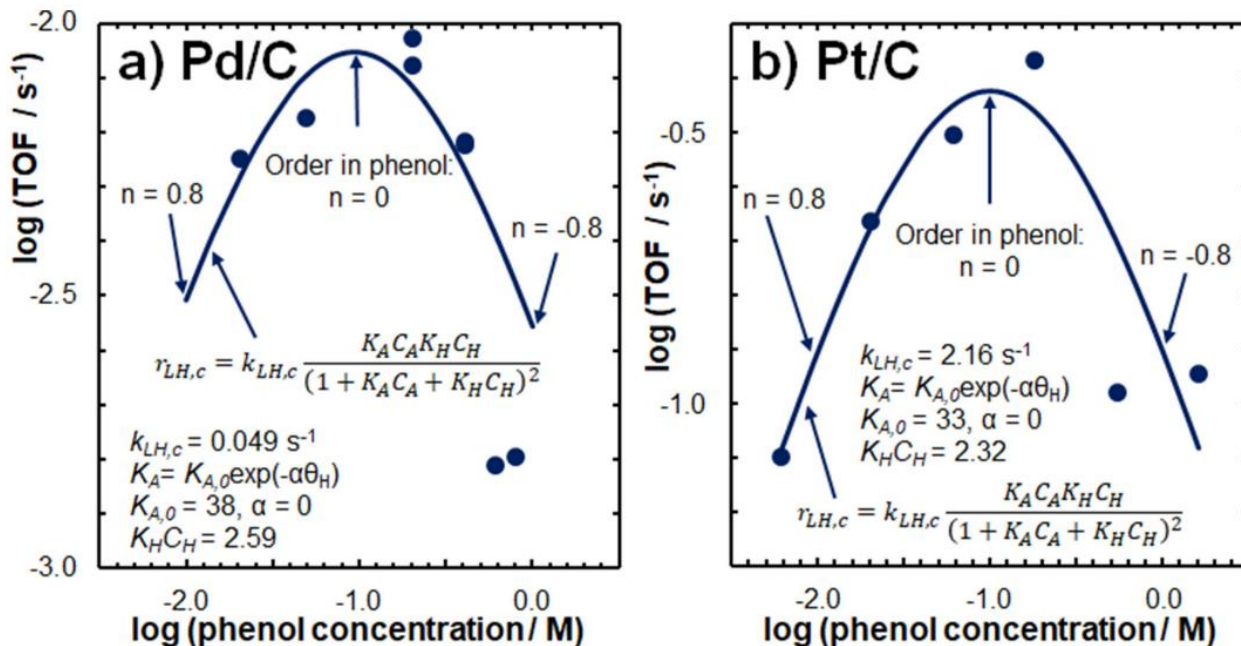 a) Pd/C
log (TOF / s⁻¹)
-2.0
-2.5
-3.0
n = 0.8
Order in phenol:
n = 0
n = -0.8
r_{LH,c} = k_{LH,c} \frac{K_A C_A K_H C_H}{(1 + K_A C_A + K_H C_H)^2}
k_{LH,c} = 0.049 s⁻¹
K_A= K_{A,0}exp(-αθ_H)
K_{A,0} = 38, α = 0
K_HC_H = 2.59
-2.0 -1.0 0.0
log (phenol concentration/ M)
b) Pt/C
log (TOF / s⁻¹)
-0.5
-1.0
n = 0.8
Order in phenol:
n = 0
n = -0.8
k_{LH,c} = 2.16 s⁻¹
K_A= K_{A,0}exp(-αθ_H)
K_{A,0} = 33, α = 0
K_HC_H = 2.32
r_{LH,c} = k_{LH,c} \frac{K_A C_A K_H C_H}{(1 + K_A C_A + K_H C_H)^2}
-2.0 -1.0 0.0
log (phenol concentration/ M)